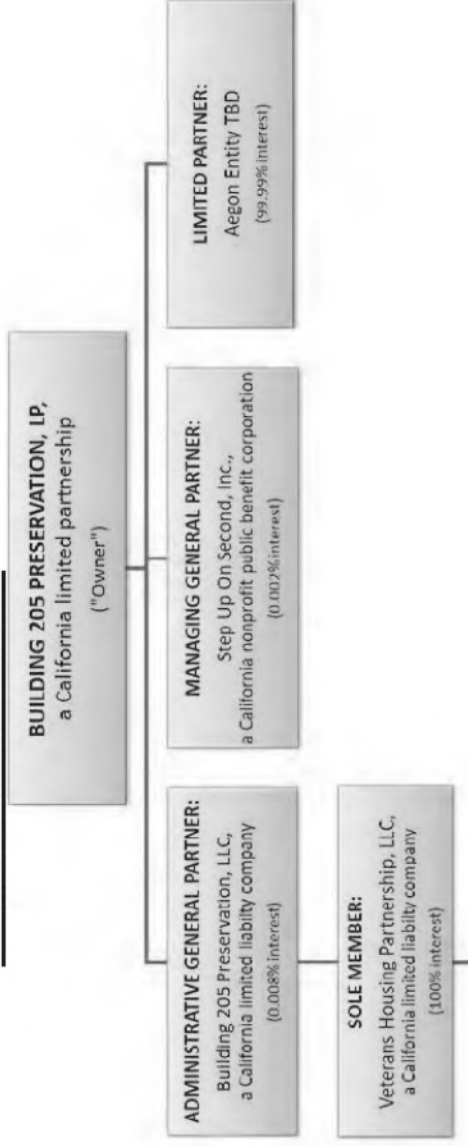 BUILDING 205 PRESERVATION, LP,
a California limited partnership
("Owner")
ADMINISTRATIVE GENERAL PARTNER:
Building 205 Preservation, LLC,
a California limited liabilty company
(0.008% interest)
MANAGING GENERAL PARTNER:
Step Up On Second, Inc.,
a California nonprofit public benefit corporation
(0.002%interest)
LIMITED PARTNER:
Aegon Entity TBD
(99.99% interest)
SOLE MEMBER:
Veterans Housing Partnership, LLC,
a California limited liabilty company
(100% interest)